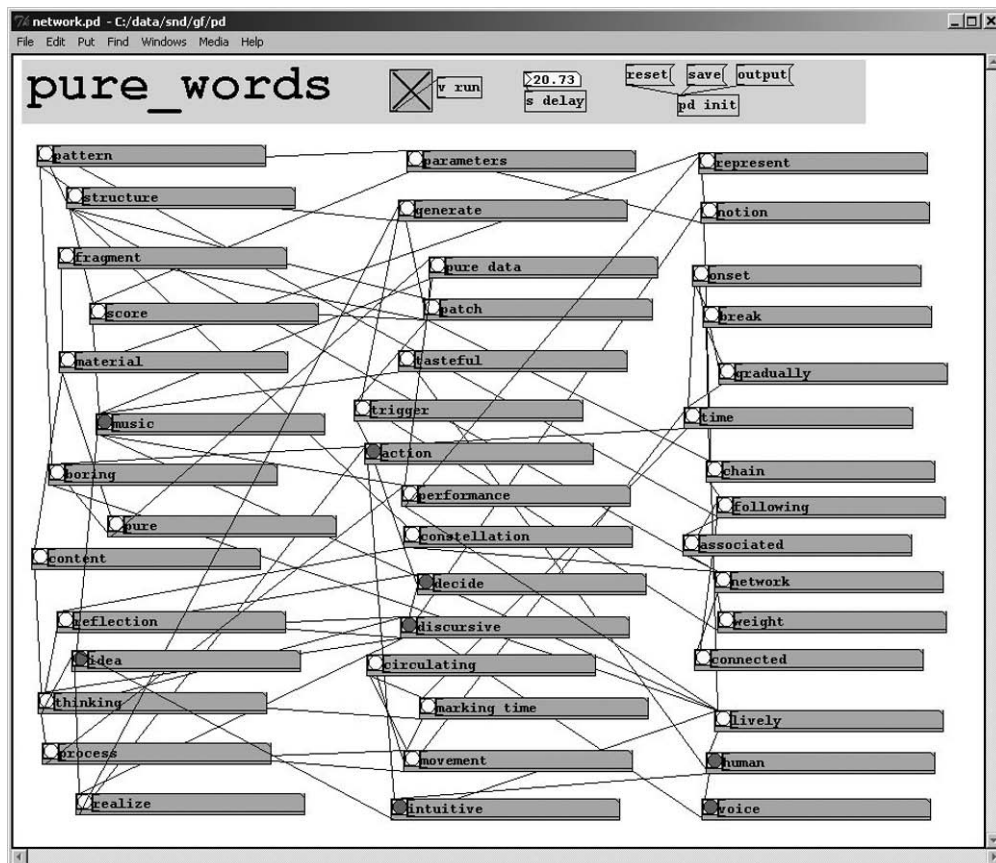 network.pd - C:/data/snd/gf/pd
File Edit Put Find Windows Media Help
pure_words
v run
20.73
s delay
reset
save
output
pd init
pattern
structure
fragment
score
material
music
boring
pure
content
reflection
idea
thinking
process
realize
parameters
generate
pure data
patch
tasteful
trigger
action
performance
constellation
decide
discursive
circulating
marking time
movement
intuitive
represent
notion
onset
break
gradually
time
chain
following
associated
network
weight
connected
lively
human
voice